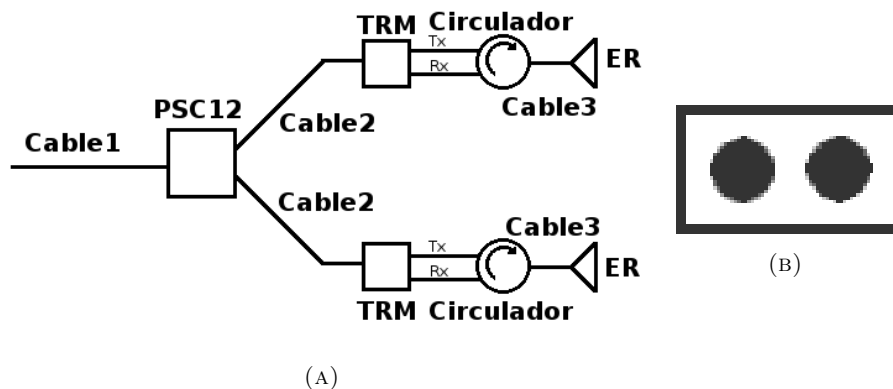 TRM Circulador
Tx
Rx
ER
Cable3
PSC12
Cable2
Cable1
Cable2
Cable3
Tx
Rx
ER
TRM Circulador
(A)
(B)